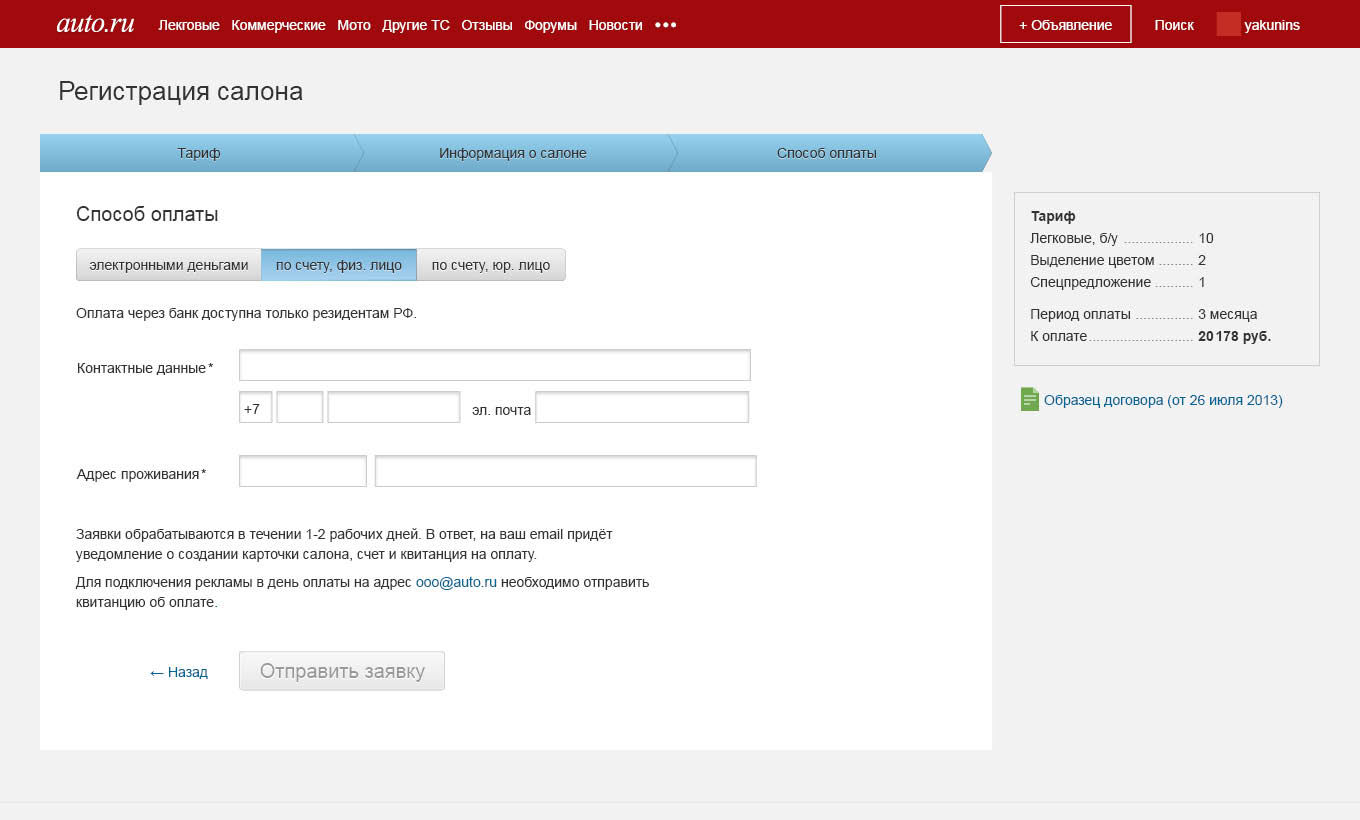 auto.ru Легковые Коммерческие Мото Другие ТС Отзывы Форумы Новости ••• + Объявление Поиск yakunins
Регистрация салона
Тариф Информация о салоне Способ оплаты
Способ оплаты
электронными деньгами по счету, физ. лицо по счету, юр. лицо
Оплата через банк доступна только резидентам РФ.
Контактные данные*
+7 эл. почта
Адрес проживания*
Заявки обрабатываются в течении 1-2 рабочих дней. В ответ, на ваш email придёт
уведомление о создании карточки салона, счет и квитанция на оплату.
Для подключения рекламы в день оплаты на адрес ooo@auto.ru необходимо отправить
квитанцию об оплате.
← Назад Отправить заявку
Тариф
Легковые, б/у .................. 10
Выделение цветом ......... 2
Спецпредложение .......... 1
Период оплаты ............... 3 месяца
К оплате........................... 20 178 руб.
Образец договора (от 26 июля 2013)